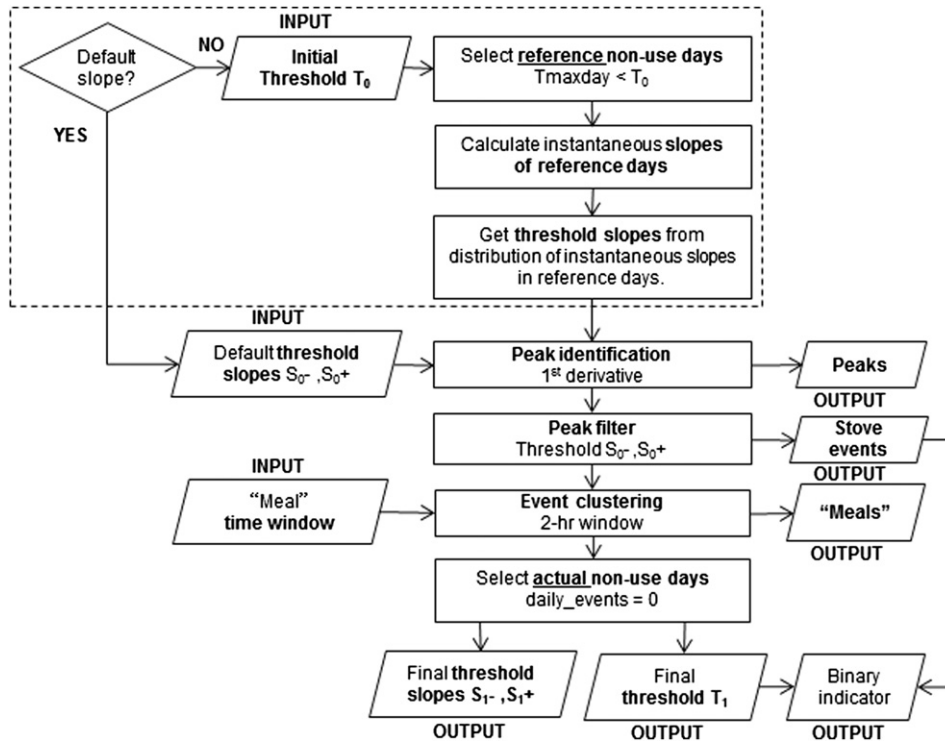 INPUT
Default
slope?
NO
YES
Initial
Threshold T₀
Select reference non-use days
Tmaxday < T₀
Calculate instantaneous slopes
of reference days
Get threshold slopes from
distribution of instantaneous slopes
in reference days.
INPUT
Default threshold
slopes S₀- ,S₀+
Peak identification
1st derivative
Peaks
OUTPUT
Peak filter
Threshold S₀- ,S₀+
Stove
events
OUTPUT
INPUT
“Meal”
time window
Event clustering
2-hr window
“Meals”
OUTPUT
Select actual non-use days
daily_events = 0
Final threshold
slopes S₁- ,S₁+
OUTPUT
Final
threshold T₁
OUTPUT
Binary
indicator
OUTPUT